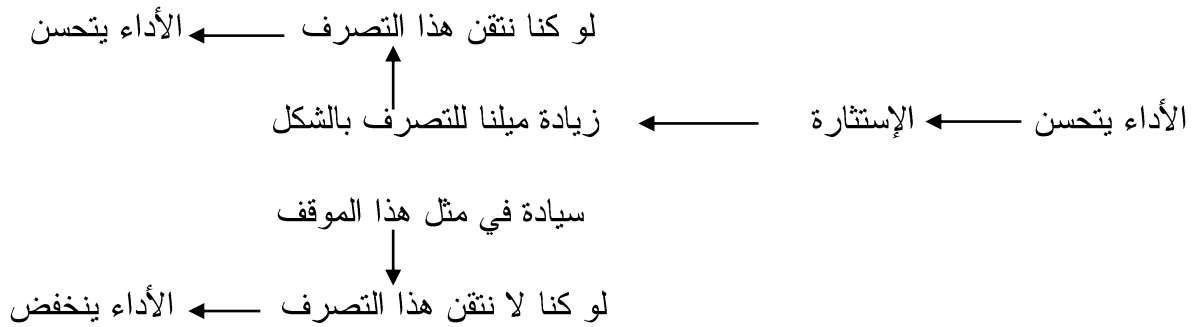 لو كنا نتقن هذا التصرف الأداء يتحسن
الأداء يتحسن الإستثارة زيادة ميلنا للتصرف بالشكل
سيادة في مثل هذا الموقف
لو كنا لا نتقن هذا التصرف الأداء ينخفض